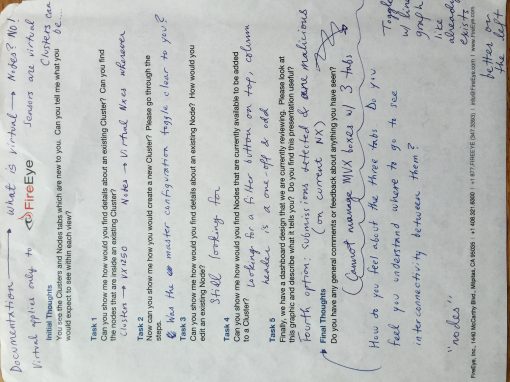 Documentation → What is virtual → Nodes? No!
Virtual applies only to Senders are virtual
Clusters can be...
FireEye
Initial Thoughts
You see the Clusters and Nodes tabs which are new to you. Can you tell me what you
would expect to see within each view?
Task 1
Can you show me how you would find details about an existing Cluster? Can you find
the nodes that are inside an existing Cluster?
Clusters VX12500 Nodes → Virtual Nxes wherever
Task 2
Now can you show me how you would create a new Cluster? Please go through the
steps.
Was the master configuration toggle clear to you?
Task 3
Can you show me how you would find details about an existing Node? How would you
edit an existing Node?
Still looking for
Task 4
Can you show me how you would find Nodes that are currently available to be added
to a Cluster? Looking for a filter button on top, column
header is a one-off & odd
Task 5
Finally, we have a dashboard design that we are currently reviewing. Please look at
this graphic and describe what it tells you? Do you find this presentation useful?
Fourth option: submissions detected & are malicious
(on current NX)
Final Thoughts
Do you have any general comments or feedback about anything you have seen?
(Cannot manage MVX boxes w/ 3 tabs
How do you feel about the three tabs Do you
feel you understand where to go to see
interconnectivity between them?
"nodes"
Toggle
w/ line
graph
like
already
exists
better on
the left
FireEye, Inc. 1440 McCarthy Blvd. Milpitas, CA 95035 | +1 408.321.6300 | +1 877.FIREEYE (347.3393) | info@FireEye.com | www.FireEye.com